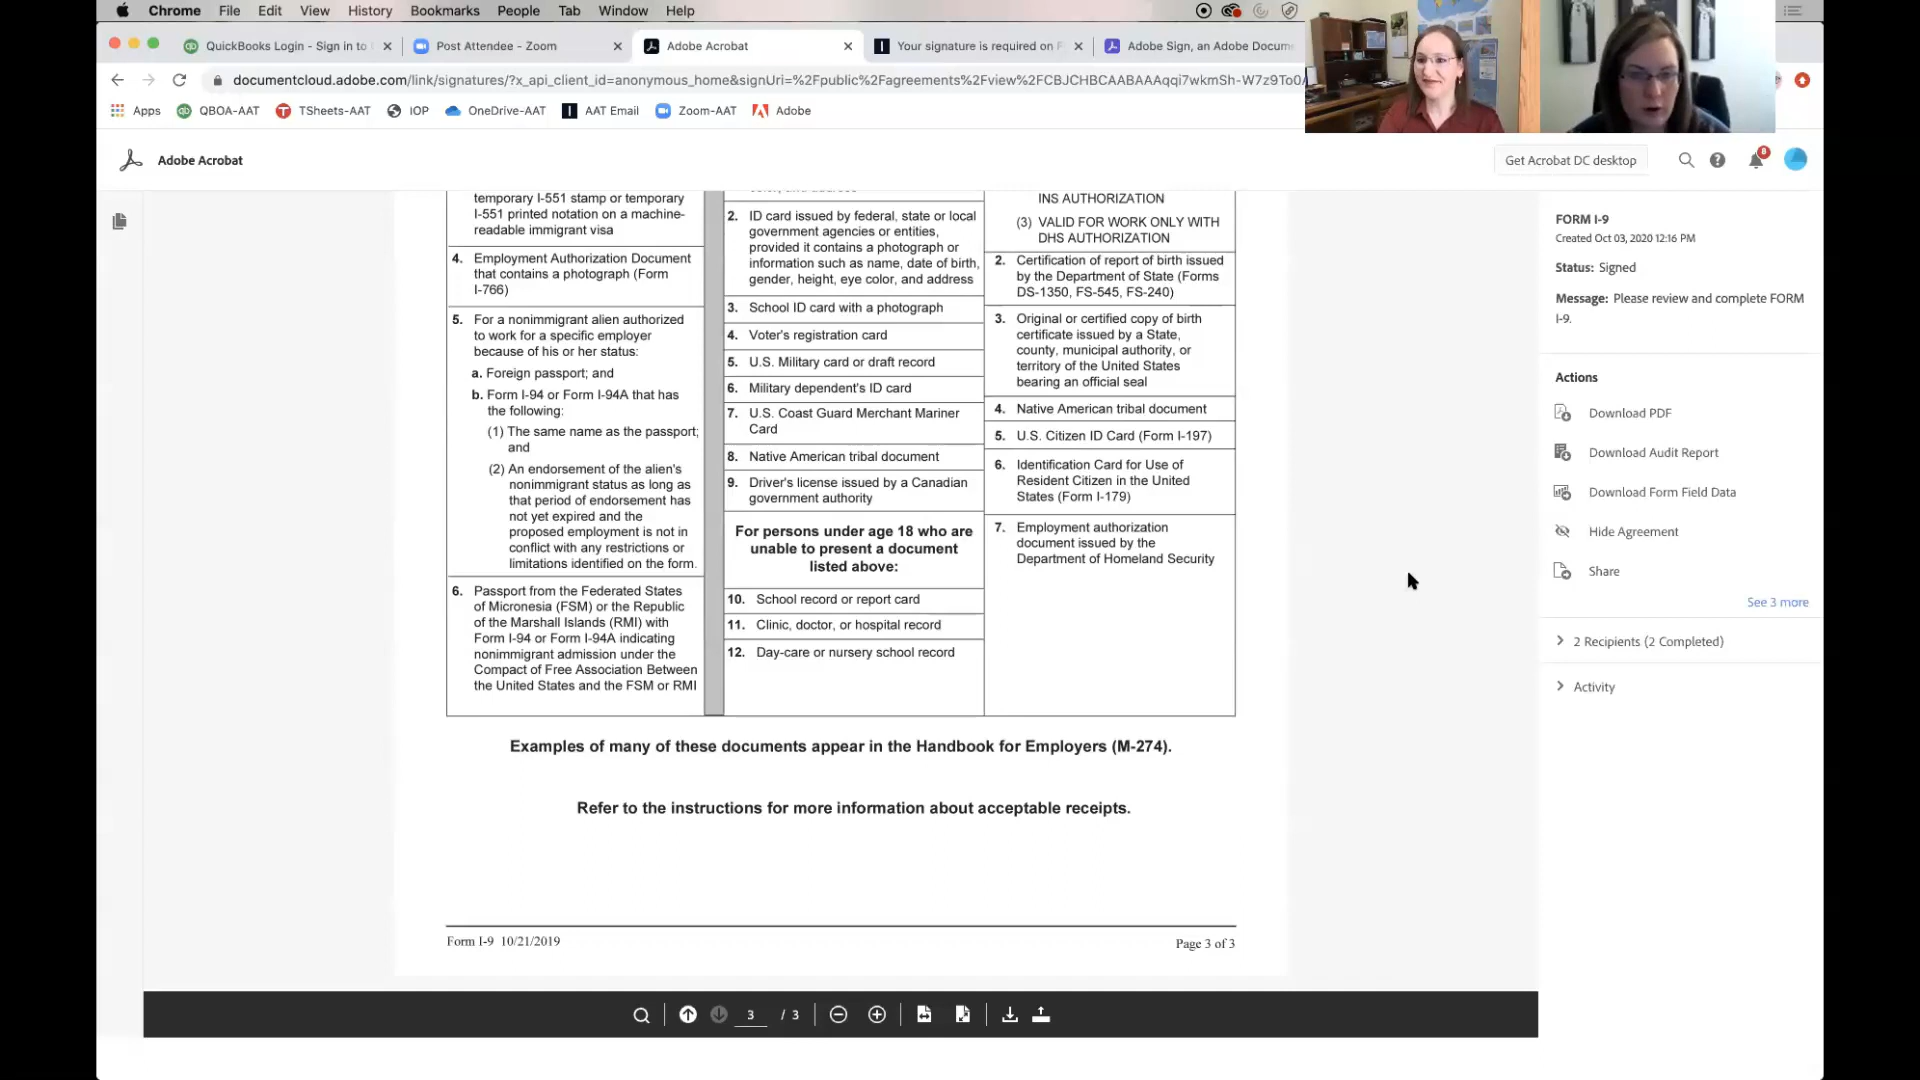 Chrome File Edit View History Bookmarks People Tab Window Help
QuickBooks Login - Sign in to
Post Attendee - Zoom
Adobe Acrobat
Your signature is required on F
Adobe Sign, an Adobe Docum
documentcloud.adobe.com/link/signatures/?x_api_client_id=anonymous_home&signUri=%2Fpublic%2Fagreements%2Fview%2FCBJCHBCAABAAAqqi7wkmSh-W7z9To0
Apps QBOA-AAT TSheets-AAT IOP OneDrive-AAT AAT Email Zoom-AAT Adobe
Adobe Acrobat
Get Acrobat DC desktop
8
temporary I-551 stamp or temporary
I-551 printed notation on a machine-
readable immigrant visa
4. Employment Authorization Document
that contains a photograph (Form
I-766)
5. For a nonimmigrant alien authorized
to work for a specific employer
because of his or her status:
a. Foreign passport; and
b. Form I-94 or Form I-94A that has
the following:
(1) The same name as the passport;
and
(2) An endorsement of the alien's
nonimmigrant status as long as
that period of endorsement has
not yet expired and the
proposed employment is not in
conflict with any restrictions or
limitations identified on the form.
6. Passport from the Federated States
of Micronesia (FSM) or the Republic
of the Marshall Islands (RMI) with
Form I-94 or Form I-94A indicating
nonimmigrant admission under the
Compact of Free Association Between
the United States and the FSM or RMI
2. ID card issued by federal, state or local
government agencies or entities,
provided it contains a photograph or
information such as name, date of birth,
gender, height, eye color, and address
3. School ID card with a photograph
4. Voter's registration card
5. U.S. Military card or draft record
6. Military dependent's ID card
7. U.S. Coast Guard Merchant Mariner
Card
8. Native American tribal document
9. Driver's license issued by a Canadian
government authority
For persons under age 18 who are
unable to present a document
listed above:
10. School record or report card
11. Clinic, doctor, or hospital record
12. Day-care or nursery school record
INS AUTHORIZATION
(3) VALID FOR WORK ONLY WITH
DHS AUTHORIZATION
2. Certification of report of birth issued
by the Department of State (Forms
DS-1350, FS-545, FS-240)
3. Original or certified copy of birth
certificate issued by a State,
county, municipal authority, or
territory of the United States
bearing an official seal
4. Native American tribal document
5. U.S. Citizen ID Card (Form I-197)
6. Identification Card for Use of
Resident Citizen in the United
States (Form I-179)
7. Employment authorization
document issued by the
Department of Homeland Security
Examples of many of these documents appear in the Handbook for Employers (M-274).
Refer to the instructions for more information about acceptable receipts.
Form I-9 10/21/2019
Page 3 of 3
3 / 3
FORM I-9
Created Oct 03, 2020 12:16 PM
Status: Signed
Message: Please review and complete FORM
I-9.
Actions
Download PDF
Download Audit Report
Download Form Field Data
Hide Agreement
Share
See 3 more
2 Recipients (2 Completed)
Activity